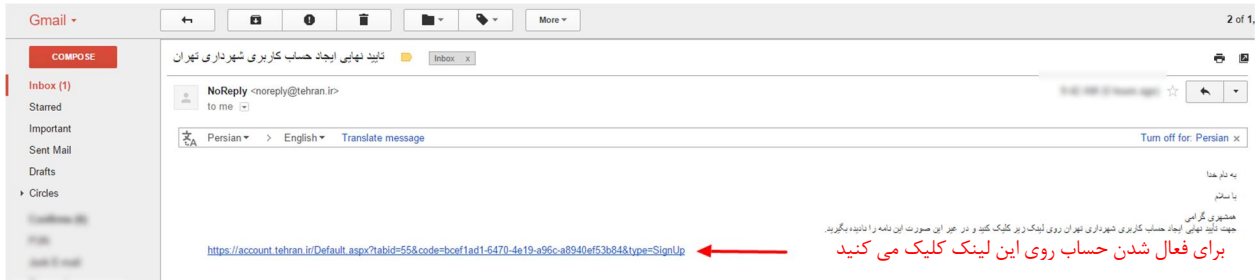 Gmail
More
2 of 1,
COMPOSE
تایید نهایی ایجاد حساب کاربری شهرداری تهران
Inbox x
Inbox (1)
Starred
Important
Sent Mail
Drafts
Circles
NoReply <noreply@tehran.ir>
to me
Persian > English Translate message
Turn off for: Persian x
به نام خدا
با سلام
همشهری گرامی
جهت تأیید نهایی ایجاد حساب کاربری شهرداری تهران روی لینک زیر کلیک کنید و در غیر این صورت این نامه را نادیده بگیرید.
https://account.tehran.ir/Default.aspx?tabid=55&code=bcef1ad1-6470-4e19-a96c-a8940ef53b84&type=SignUp
برای فعال شدن حساب روی این لینک کلیک می کنید